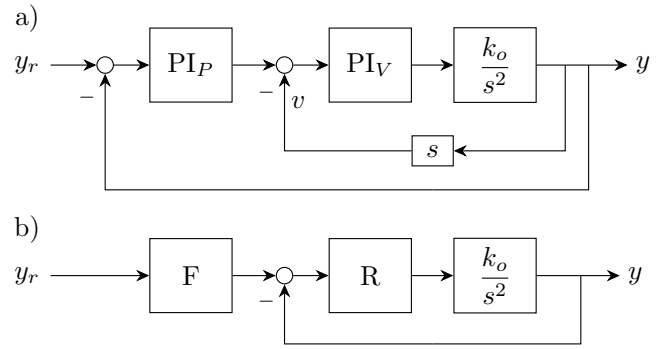 a)
y_r PI_P PI_V k_o/s^2 y
− − v
s
b)
y_r F R k_o/s^2 y
−